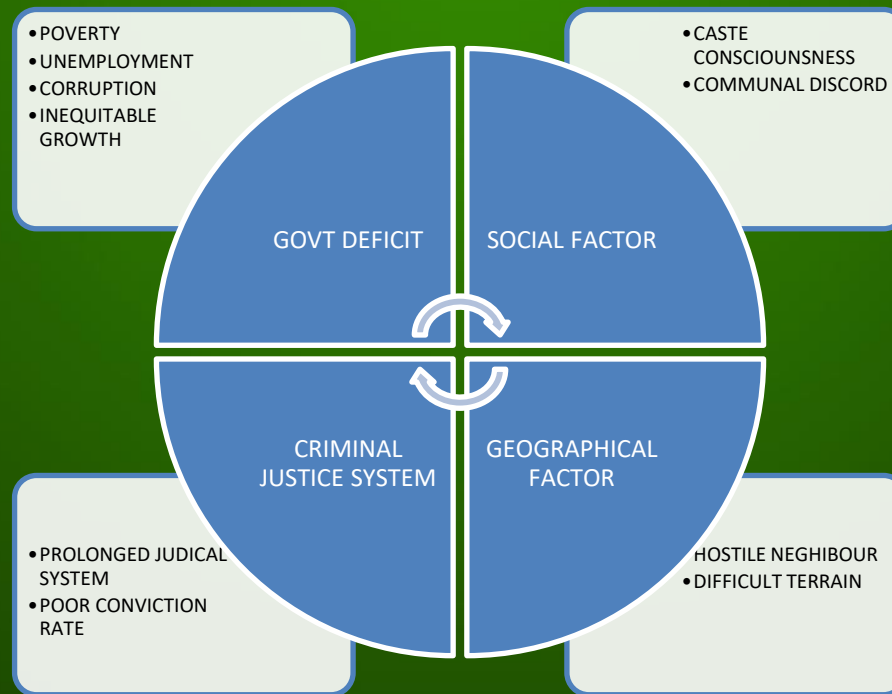 •POVERTY
•UNEMPLOYMENT
•CORRUPTION
•INEQUITABLE
GROWTH
•CASTE
CONSCIOUNSNESS
•COMMUNAL DISCORD
GOVT DEFICIT
SOCIAL FACTOR
CRIMINAL
JUSTICE SYSTEM
GEOGRAPHICAL
FACTOR
•PROLONGED JUDICAL
SYSTEM
•POOR CONVICTION
RATE
HOSTILE NEGHIBOUR
•DIFFICULT TERRAIN